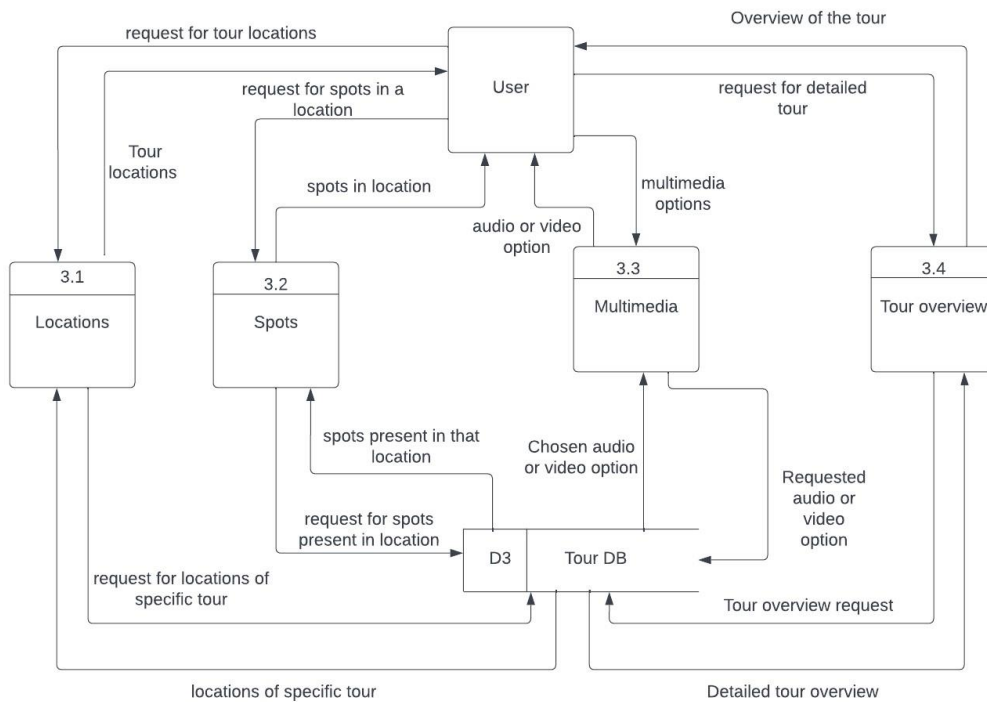 Overview of the tour
request for tour locations
User
request for spots in a
location
request for detailed
tour
Tour
locations
spots in location
multimedia
options
audio or video
option
3.1
Locations
3.2
Spots
3.3
Multimedia
3.4
Tour overview
spots present in that
location
Chosen audio
or video option
Requested
audio or
video
option
request for spots
present in location
D3
Tour DB
request for locations of
specific tour
Tour overview request
locations of specific tour
Detailed tour overview